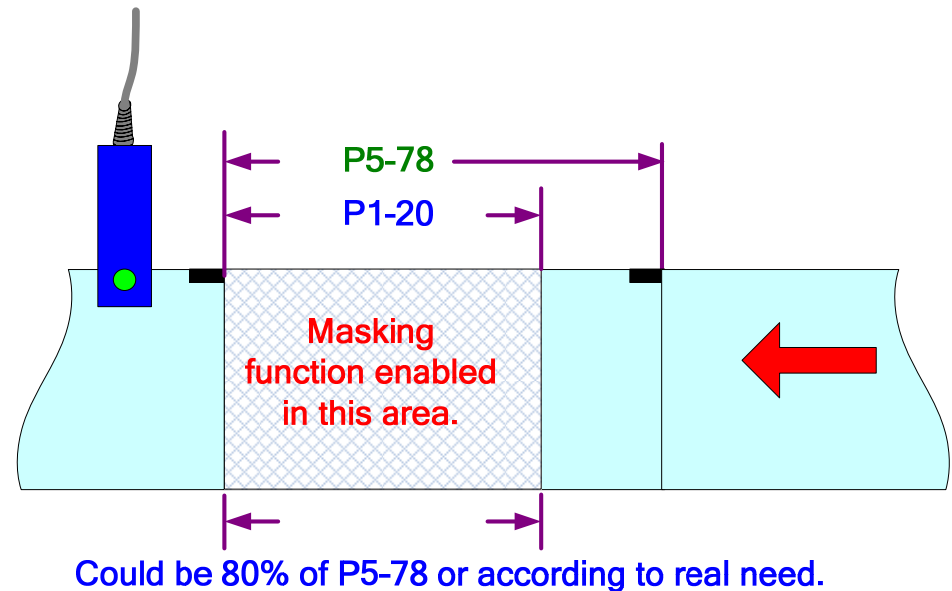 P5-78
P1-20
Masking
function enabled
in this area.
Could be 80% of P5-78 or according to real need.